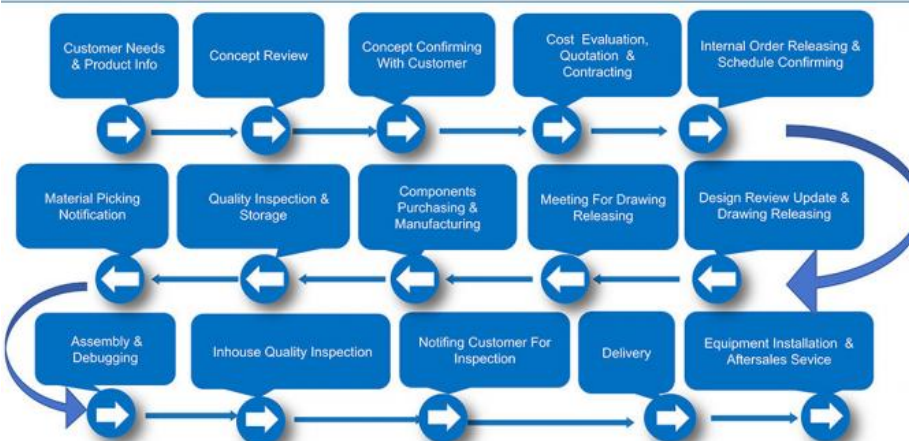 Customer Needs
& Product Info
Concept Review
Concept Confirming
With Customer
Cost Evaluation,
Quotation &
Contracting
Internal Order Releasing &
Schedule Confirming
Design Review Update &
Drawing Releasing
Meeting For Drawing
Releasing
Components
Purchasing &
Manufacturing
Quality Inspection &
Storage
Material Picking
Notification
Assembly &
Debugging
Inhouse Quality Inspection
Notifing Customer For
Inspection
Delivery
Equipment Installation &
Aftersales Sevice